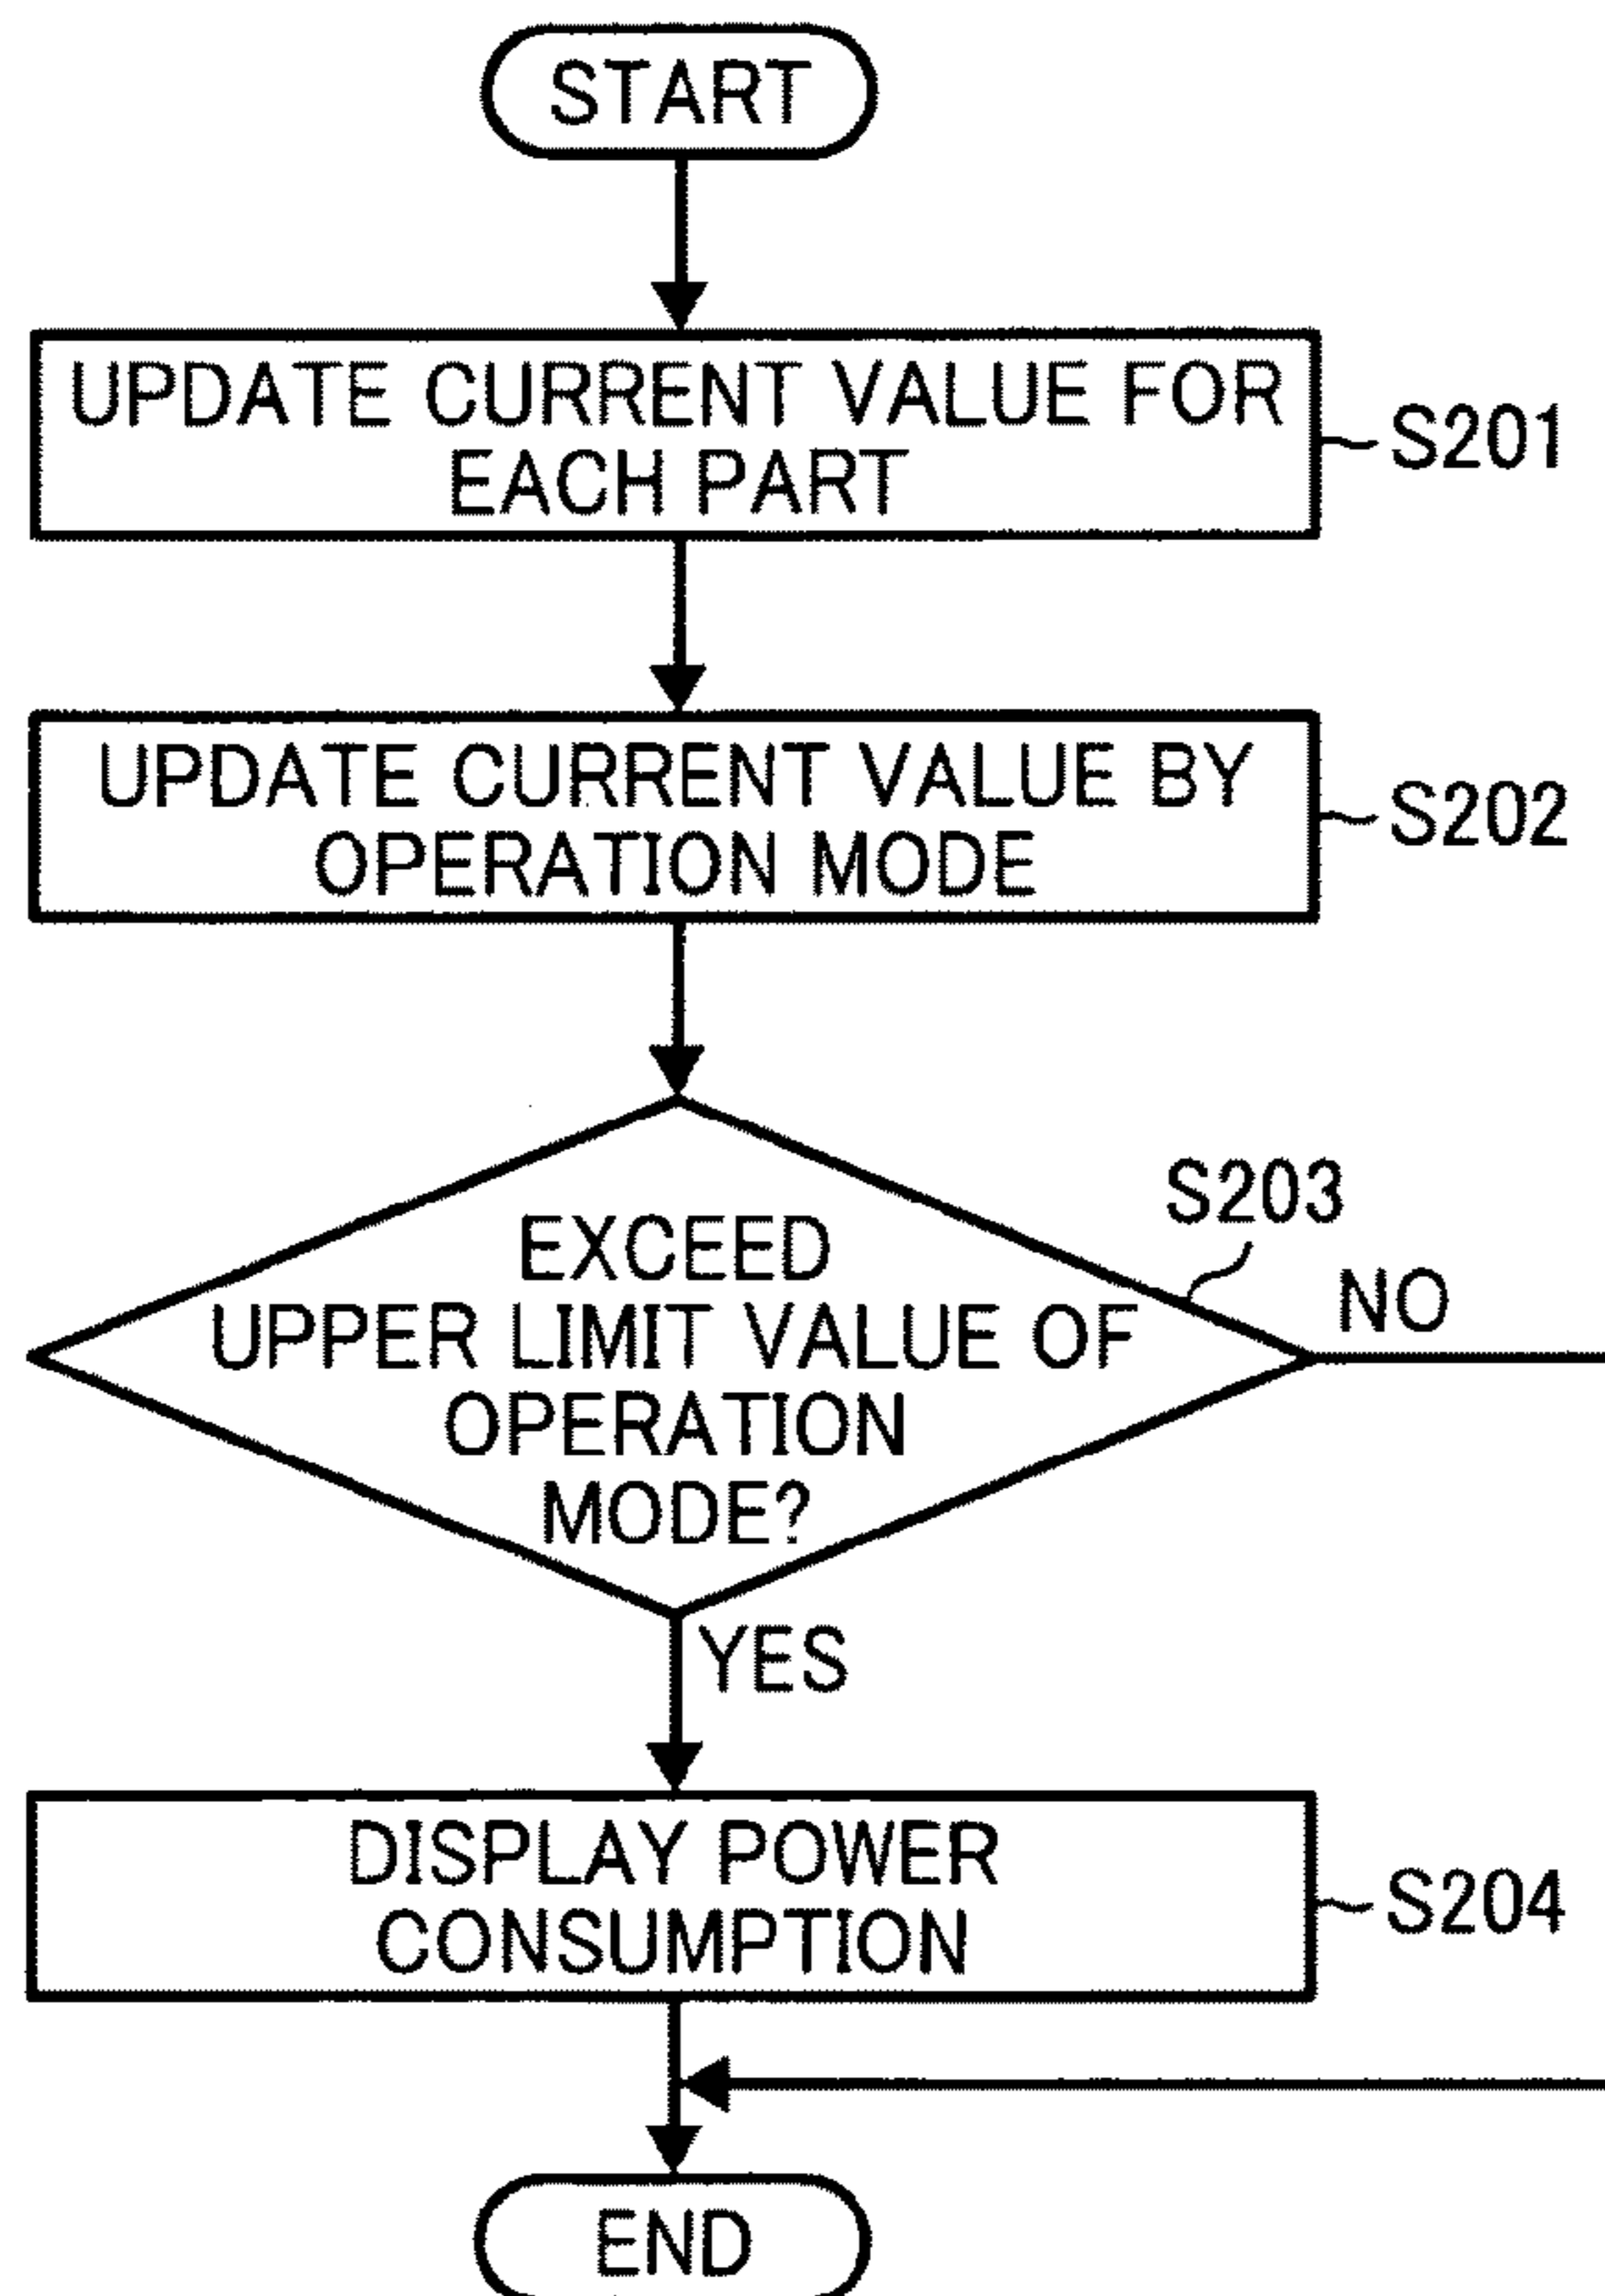 START
UPDATE CURRENT VALUE FOR
EACH PART
S201
UPDATE CURRENT VALUE BY
OPERATION MODE
S202
S203
EXCEED
UPPER LIMIT VALUE OF
OPERATION
MODE?
NO
YES
DISPLAY POWER
CONSUMPTION
S204
END